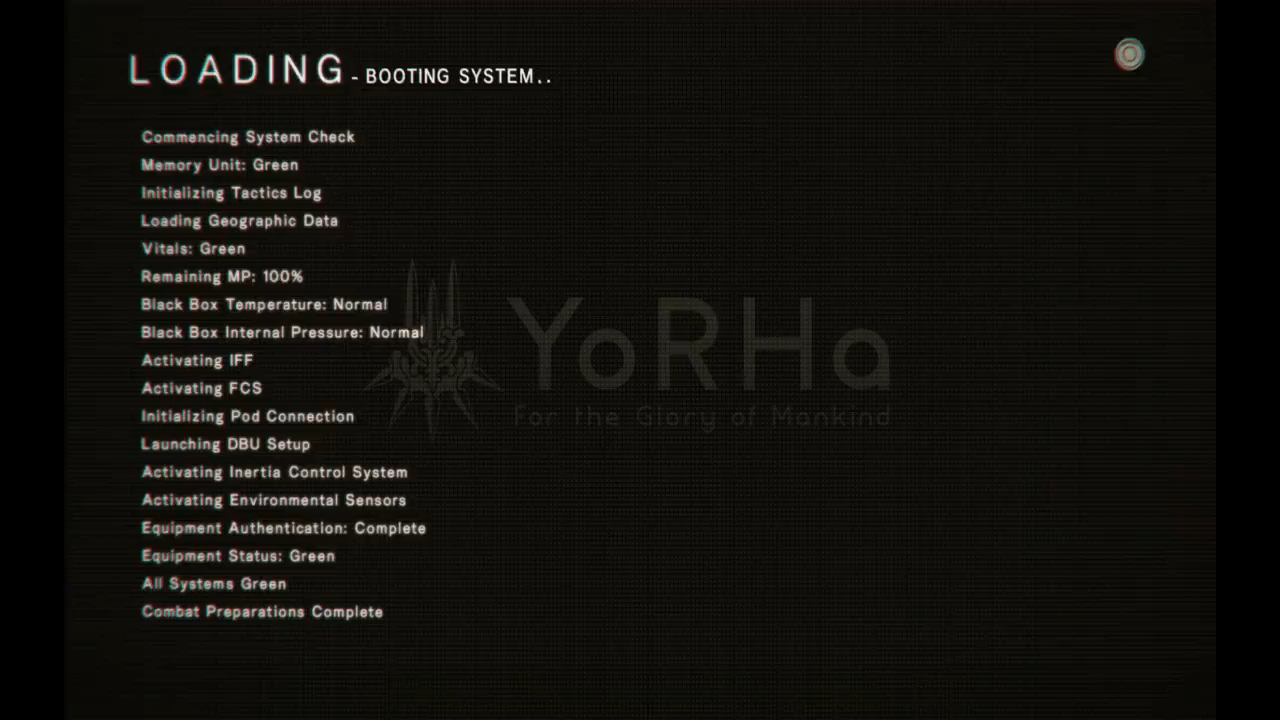 LOADING - BOOTING SYSTEM..
Commencing System Check
Memory Unit: Green
Initializing Tactics Log
Loading Geographic Data
Vitals: Green
Remaining MP: 100%
Black Box Temperature: Normal
Black Box Internal Pressure: Normal
Activating IFF
Activating FCS
Initializing Pod Connection
Launching DBU Setup
Activating Inertia Control System
Activating Environmental Sensors
Equipment Authentication: Complete
Equipment Status: Green
All Systems Green
Combat Preparations Complete
YoRHa
For the Glory of Mankind